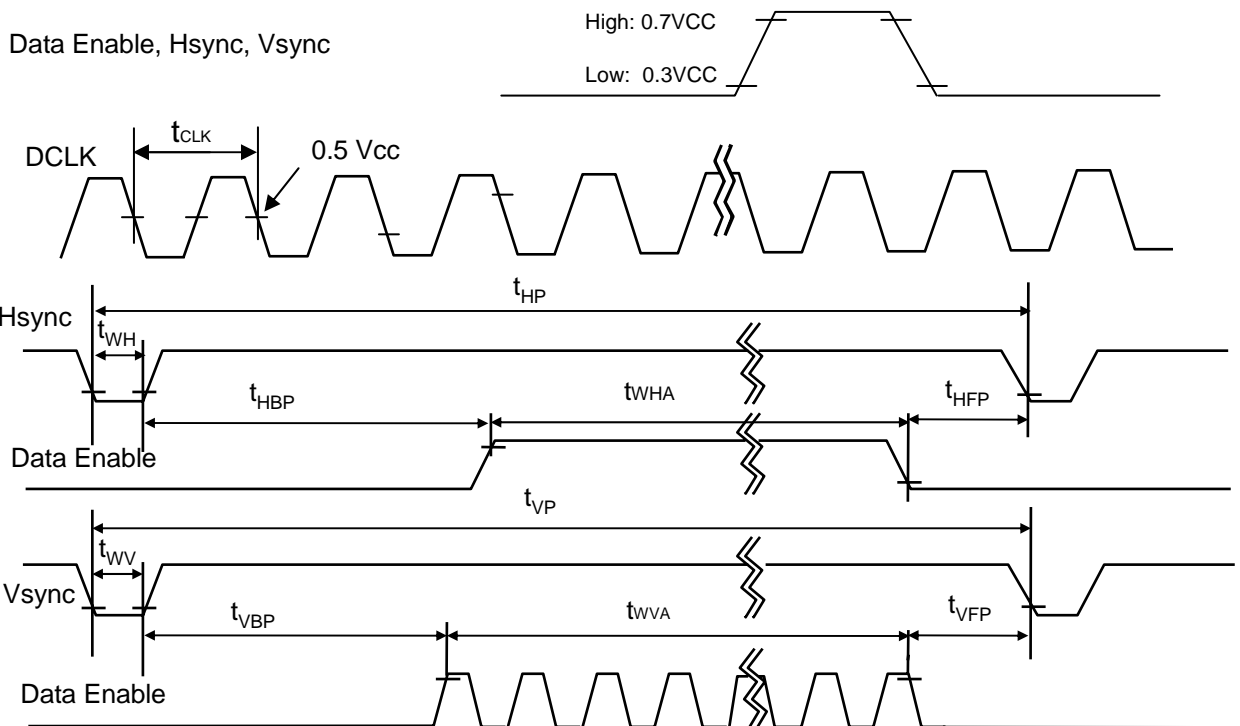 High: 0.7VCC
Data Enable, Hsync, Vsync
Low: 0.3VCC
tCLK
DCLK
0.5 Vcc
tHP
Hsync
tWH
tHBP
tWHA
tHFP
Data Enable
tVP
tWV
Vsync
tVBP
tWVA
tVFP
Data Enable